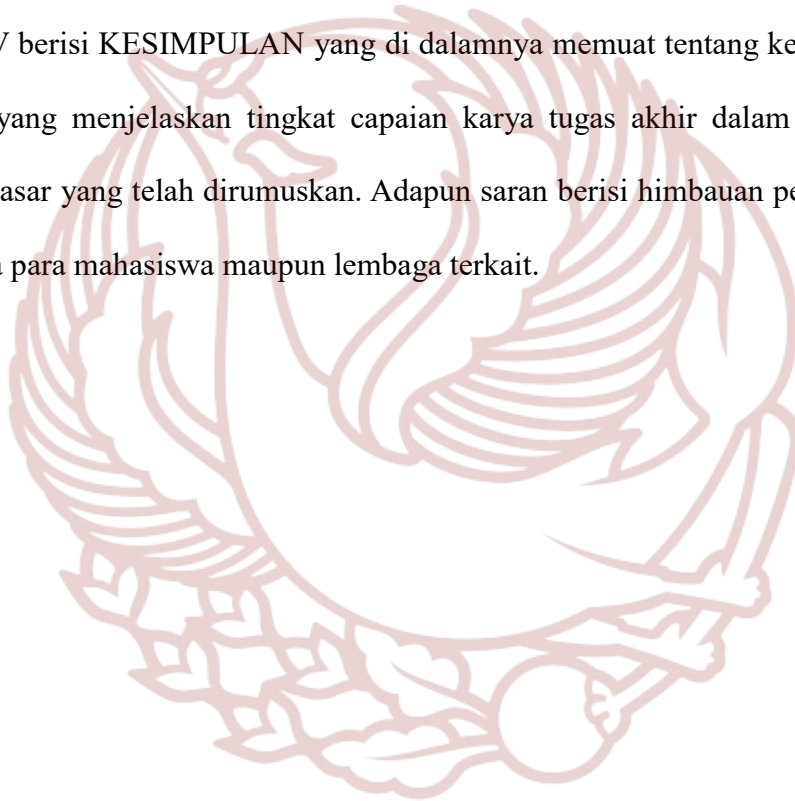 V berisi KESIMPULAN yang di dalamnya memuat tentang ke
yang menjelaskan tingkat capaian karya tugas akhir dalam
asar yang telah dirumuskan. Adapun saran berisi himbauan pe
para mahasiswa maupun lembaga terkait.